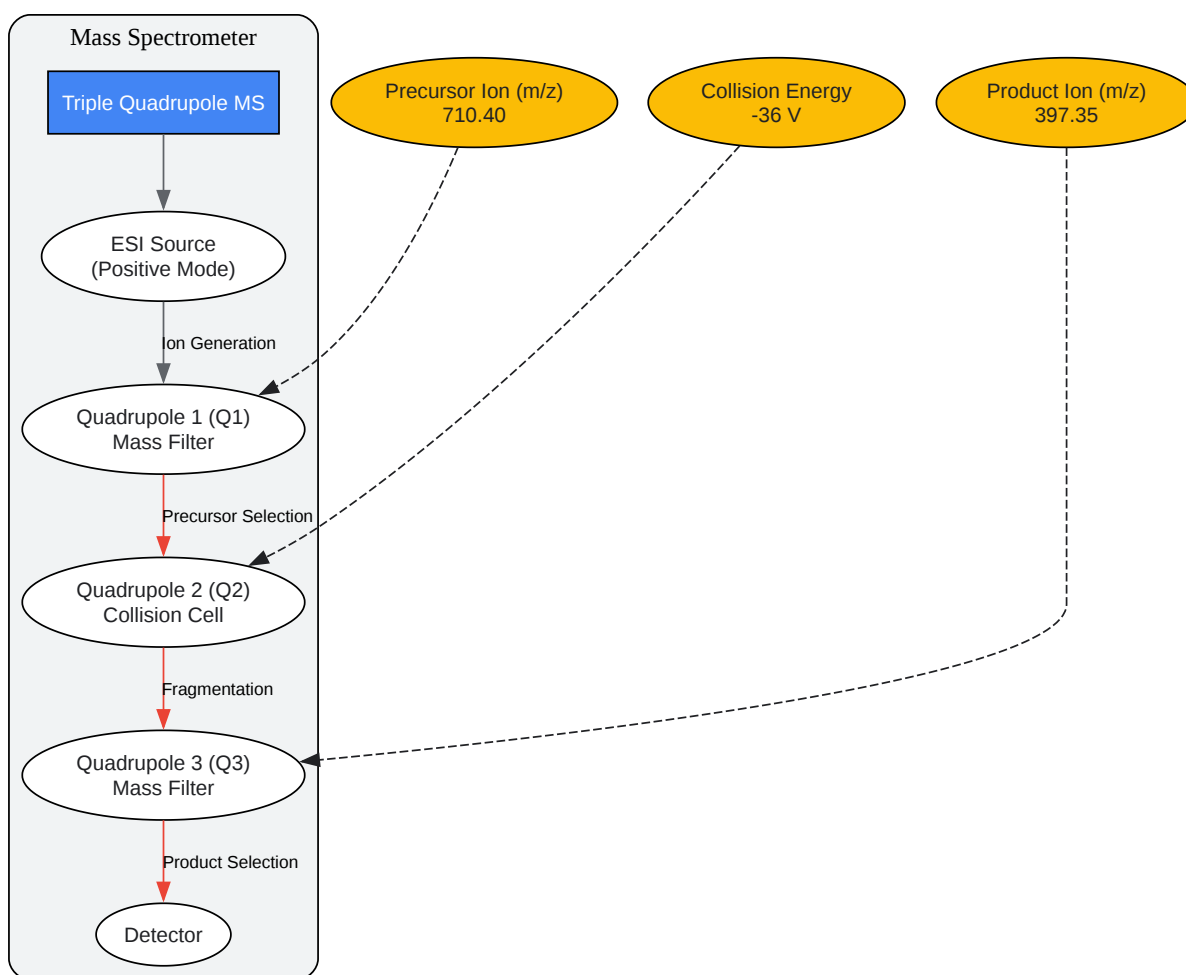 Mass Spectrometer
Triple Quadrupole MS
Precursor Ion (m/z)
710.40
Collision Energy
-36 V
Product Ion (m/z)
397.35
ESI Source
(Positive Mode)
Ion Generation
Quadrupole 1 (Q1)
Mass Filter
Precursor Selection
Quadrupole 2 (Q2)
Collision Cell
Fragmentation
Quadrupole 3 (Q3)
Mass Filter
Product Selection
Detector